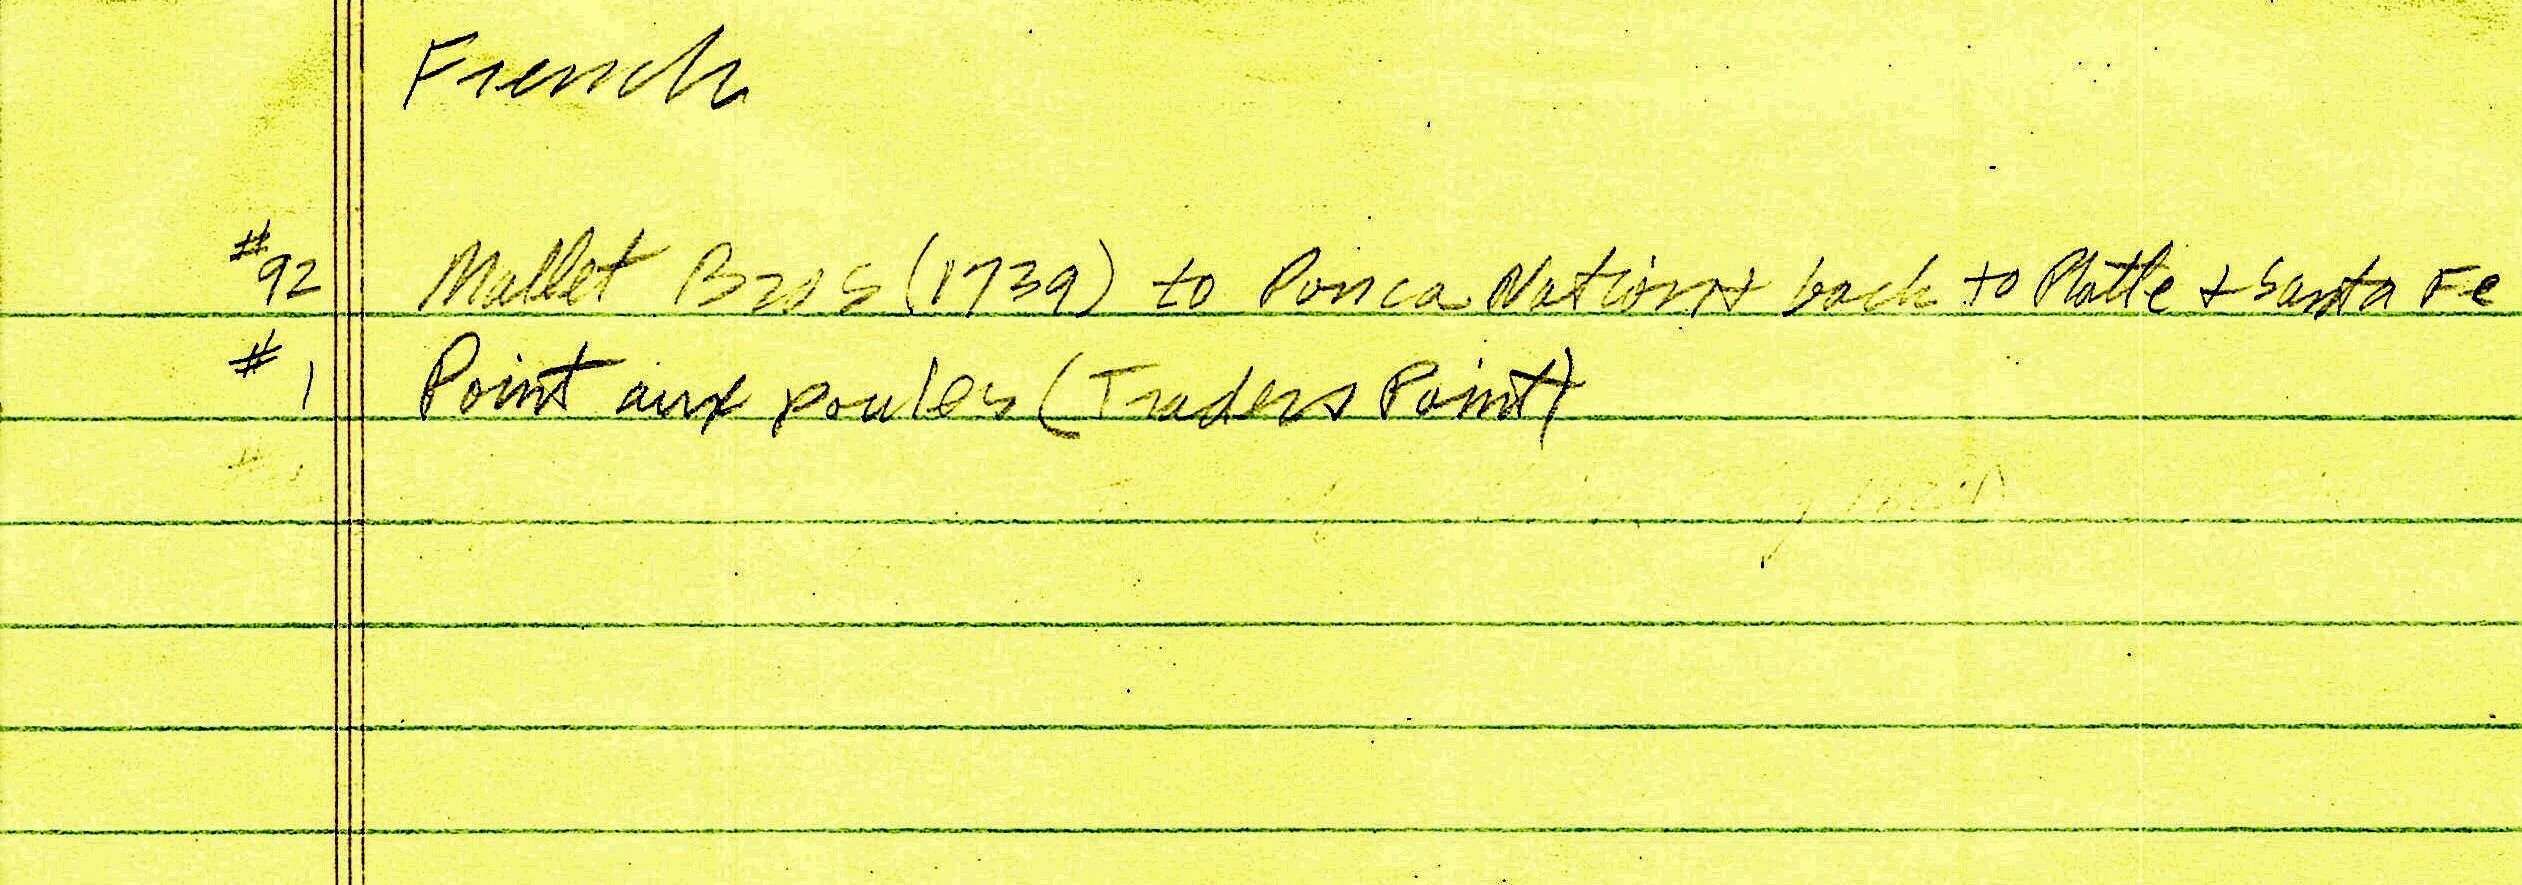 French
#92 Mallet Bros (1739) to Ponca Nation & back to Platte & Santa Fe
#1 Point aux poules (Traders Point)